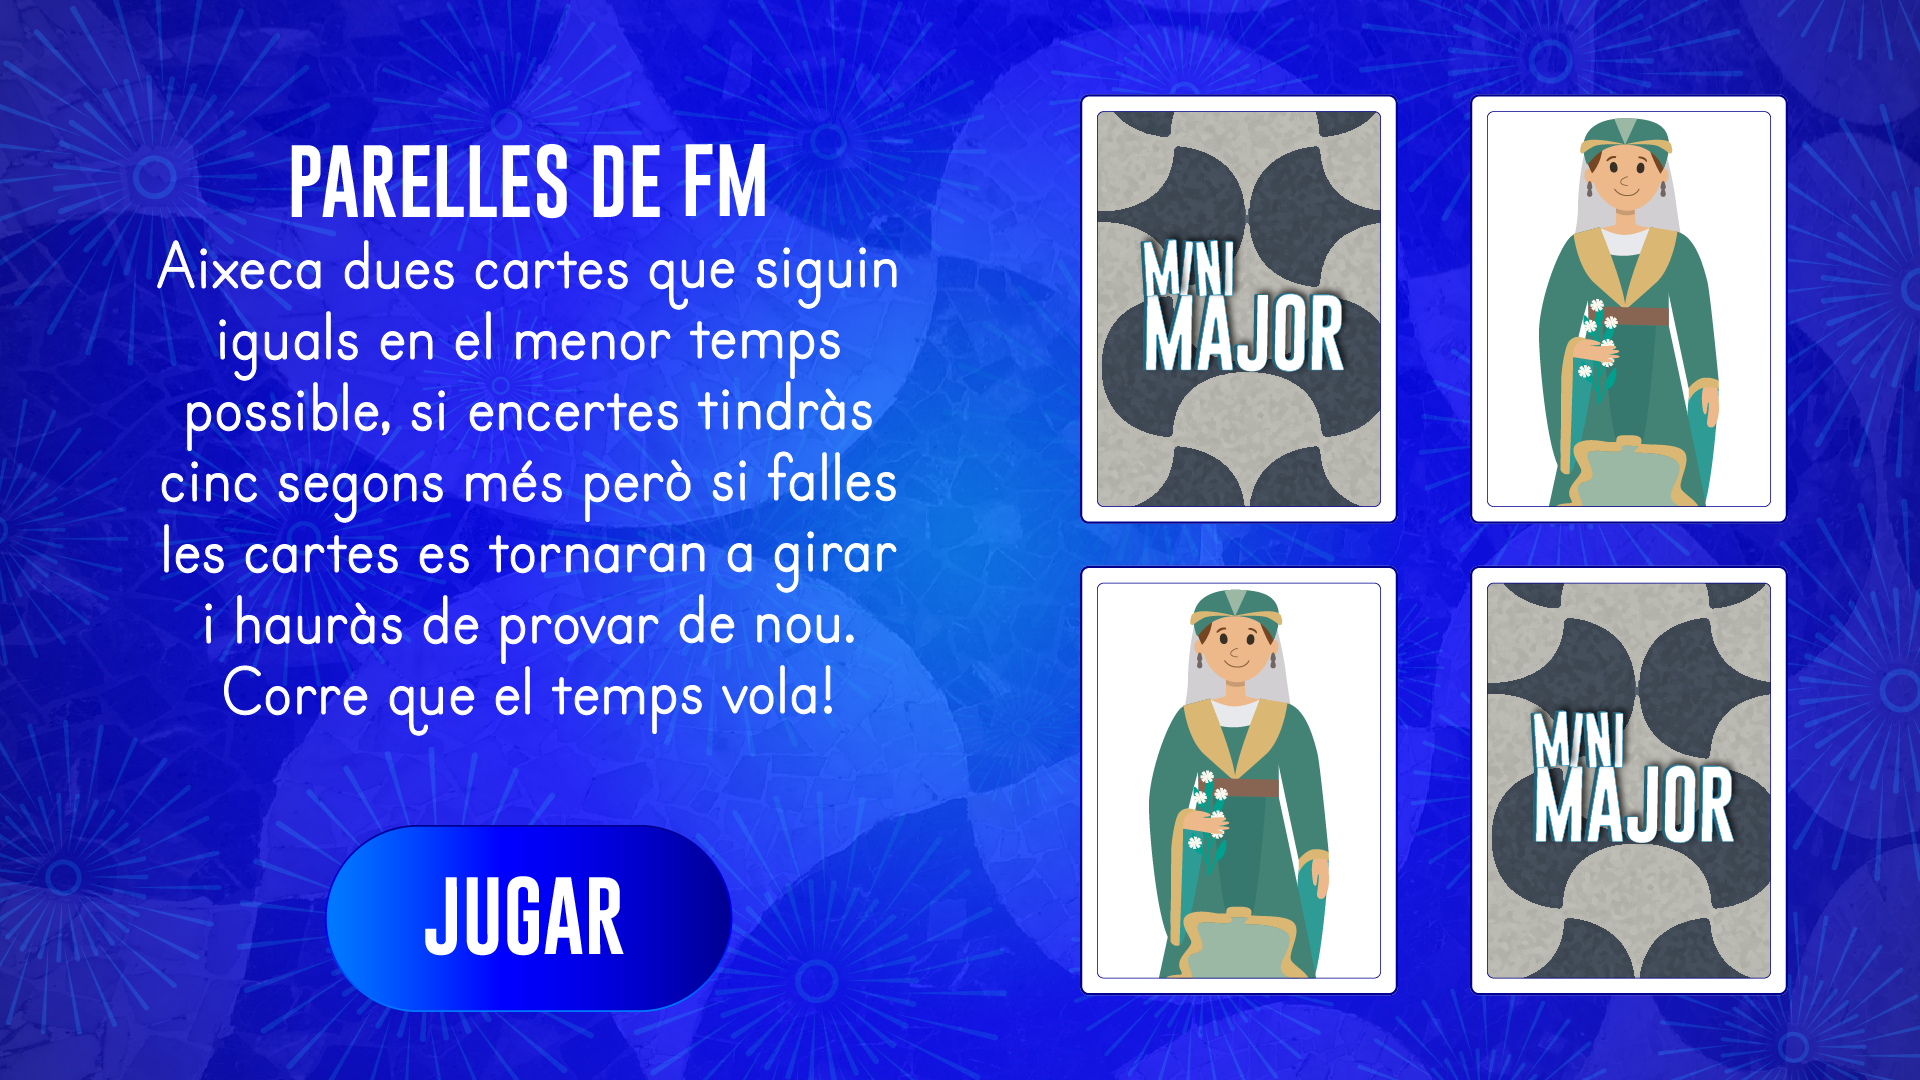 PARELLES DE FM
Aixeca dues cartes que siguin
iguals en el menor temps
possible, si encertes tindràs
cinc segons més però si falles
les cartes es tornaran a girar
i hauràs de provar de nou.
Corre que el temps vola!
JUGAR
MINI
MAJOR
MINI
MAJOR